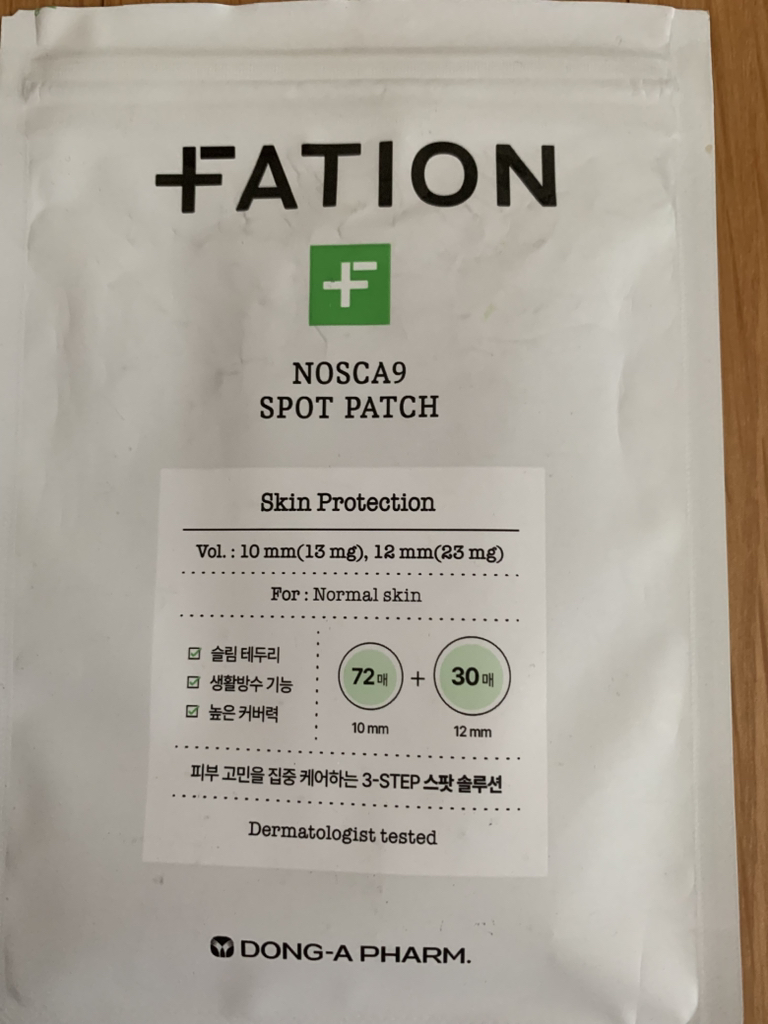 FATION
F
NOSCA9
SPOT PATCH
Skin Protection
Vol. : 10 mm(13 mg), 12 mm(23 mg)
For : Normal skin
슬림 테두리
생활방수 기능
높은 커버력
72매 + 30매
10 mm 12 mm
피부 고민을 집중 케어하는 3-STEP 스팟 솔루션
Dermatologist tested
DONG-A PHARM.